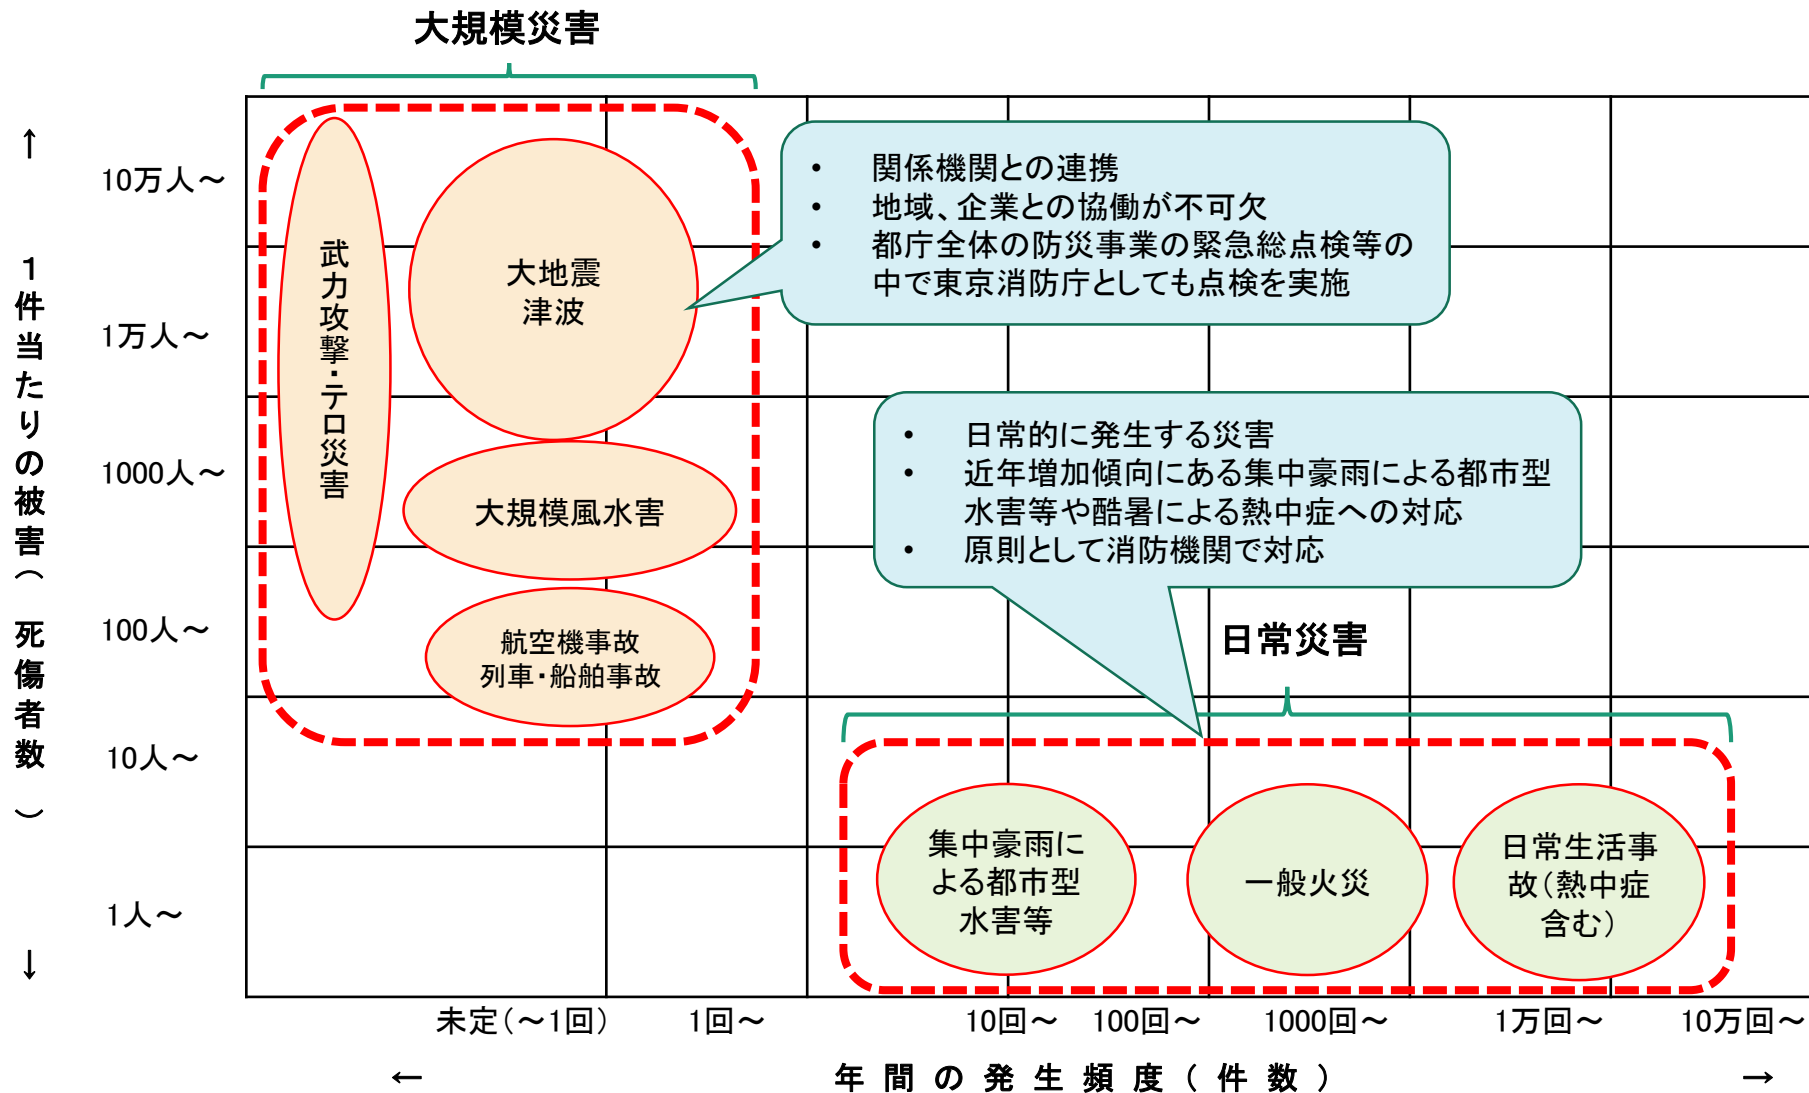 大規模災害
↑
1件当たりの被害(死傷者数)
↓
10万人~
1万人~
1000人~
100人~
10人~
1人~
武力攻撃・テロ災害
大地震
津波
大規模風水害
航空機事故
列車・船舶事故
• 関係機関との連携
• 地域、企業との協働が不可欠
• 都庁全体の防災事業の緊急総点検等の
中で東京消防庁としても点検を実施
• 日常的に発生する災害
• 近年増加傾向にある集中豪雨による都市型
水害等や酷暑による熱中症への対応
• 原則として消防機関で対応
日常災害
集中豪雨に
よる都市型
水害等
一般火災
日常生活事
故(熱中症
含む)
未定(~1回) 1回~ 10回~ 100回~ 1000回~ 1万回~ 10万回~
← 年間の発生頻度(件数) →